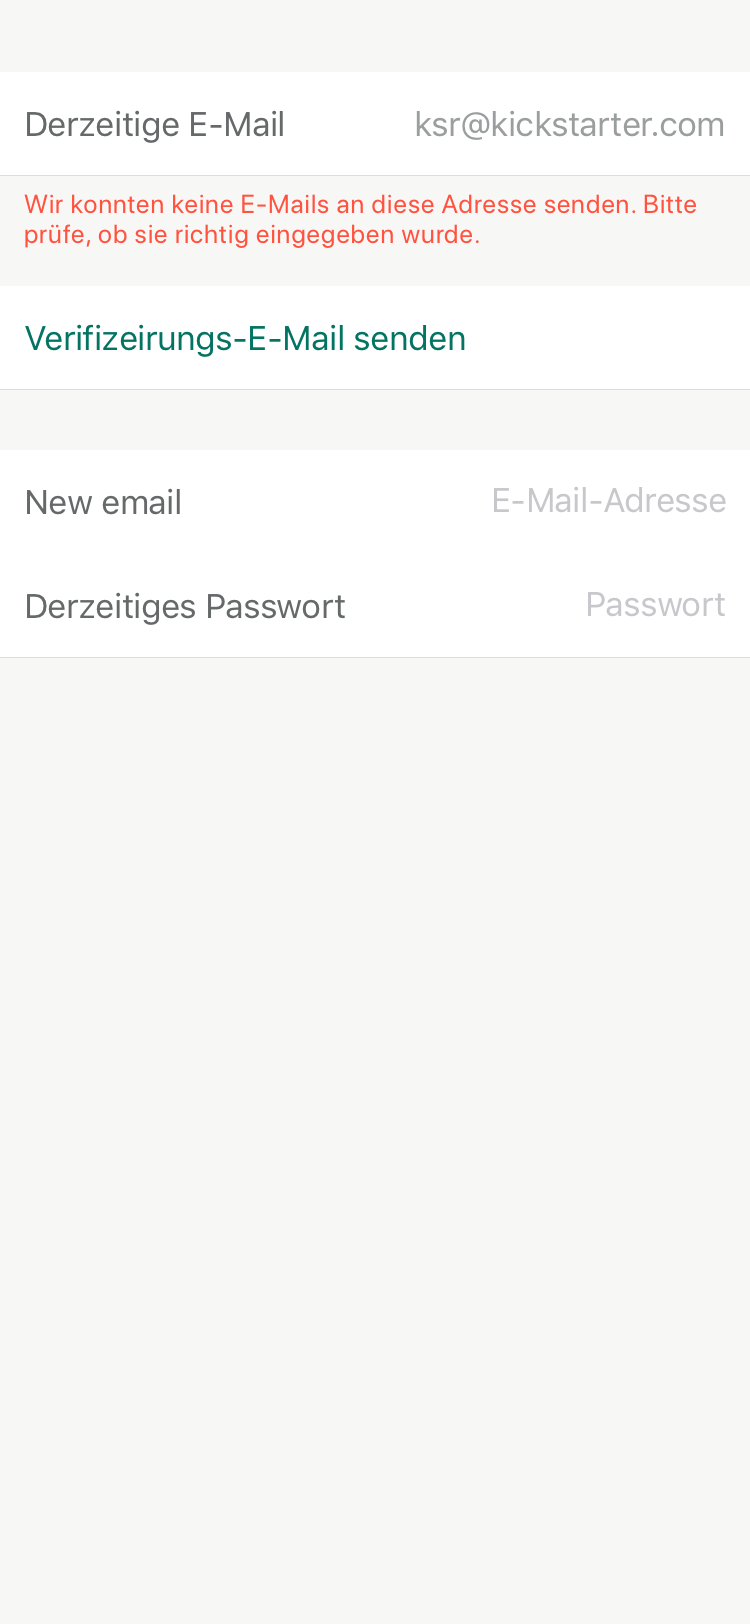 Derzeitige E-Mail ksr@kickstarter.com
Wir konnten keine E-Mails an diese Adresse senden. Bitte
prüfe, ob sie richtig eingegeben wurde.
Verifizeirungs-E-Mail senden
New email E-Mail-Adresse
Derzeitiges Passwort Passwort